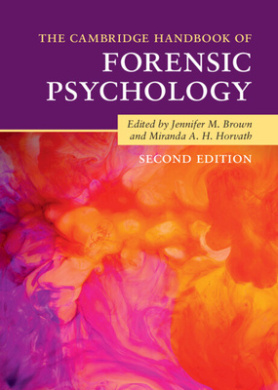 THE CAMBRIDGE HANDBOOK OF
FORENSIC
PSYCHOLOGY
Edited by Jennifer M. Brown
and Miranda A. H. Horvath
SECOND EDITION